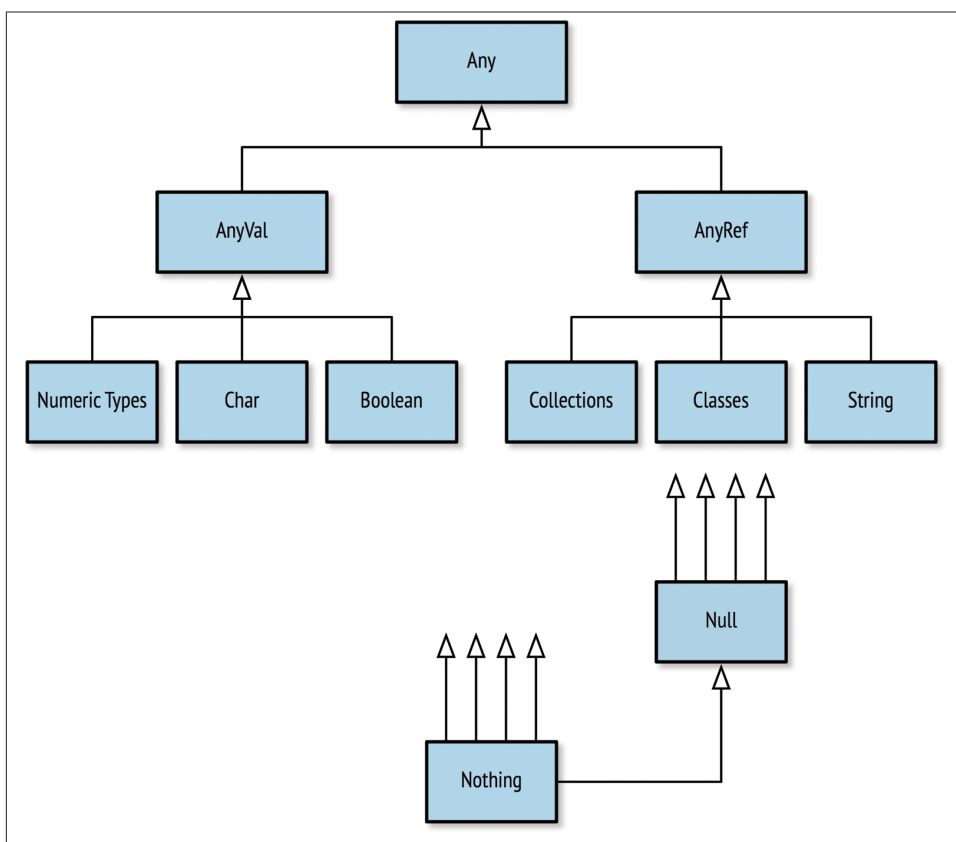 Any
AnyVal
AnyRef
Numeric Types
Char
Boolean
Collections
Classes
String
Null
Nothing